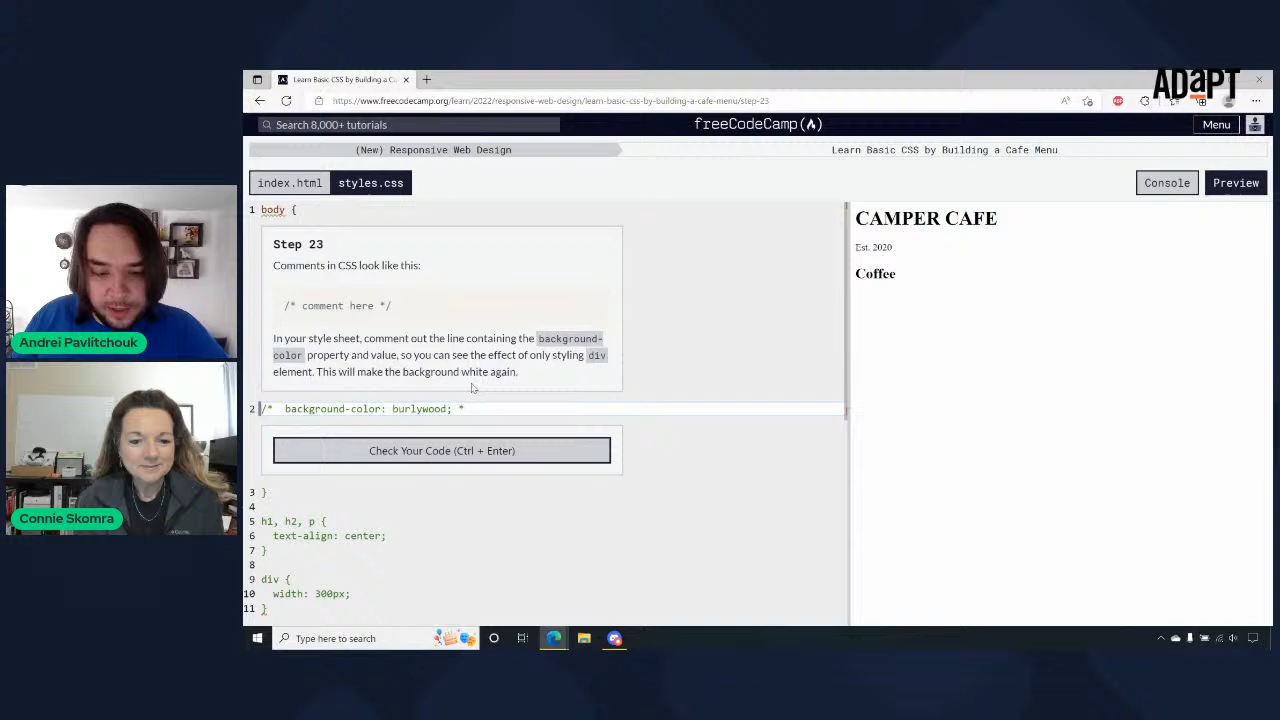 ADAPT
Learn Basic CSS by Building a Ca
https://www.freecodecamp.org/learn/2022/responsive-web-design/learn-basic-css-by-building-a-cafe-menu/step-23
Search 8,000+ tutorials
freeCodeCamp(🔥)
Menu
(New) Responsive Web Design
Learn Basic CSS by Building a Cafe Menu
index.html
styles.css
Console
Preview
1 body {
Step 23
Comments in CSS look like this:
/* comment here */
In your style sheet, comment out the line containing the background-
color property and value, so you can see the effect of only styling div
element. This will make the background white again.
2 /*  background-color: burlywood; *
Check Your Code (Ctrl + Enter)
3 }
4
5 h1, h2, p {
6   text-align: center;
7 }
8
9 div {
10   width: 300px;
11 }
CAMPER CAFE
Est. 2020
Coffee
Andrei Pavlitchouk
Connie Skomra
Type here to search